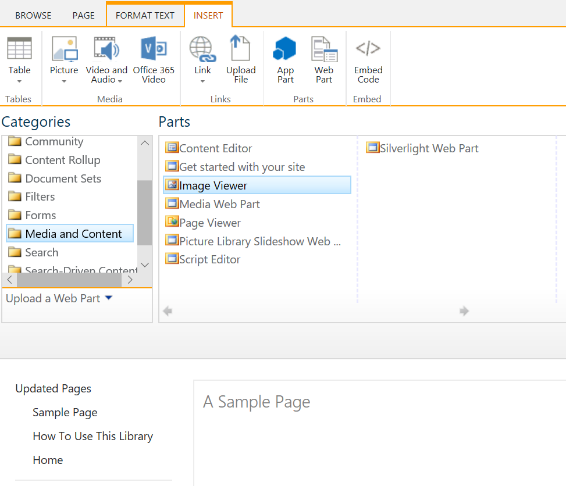 BROWSE PAGE FORMAT TEXT INSERT
Table Picture Video and Audio Office 365 Video Link Upload File App Part Web Part Embed Code
Tables Media Links Parts Embed
Categories
Community
Content Rollup
Document Sets
Filters
Forms
Media and Content
Search
Search-Driven Content
Upload a Web Part
Parts
Content Editor
Get started with your site
Image Viewer
Media Web Part
Page Viewer
Picture Library Slideshow Web ...
Script Editor
Silverlight Web Part
Updated Pages
Sample Page
How To Use This Library
Home
A Sample Page